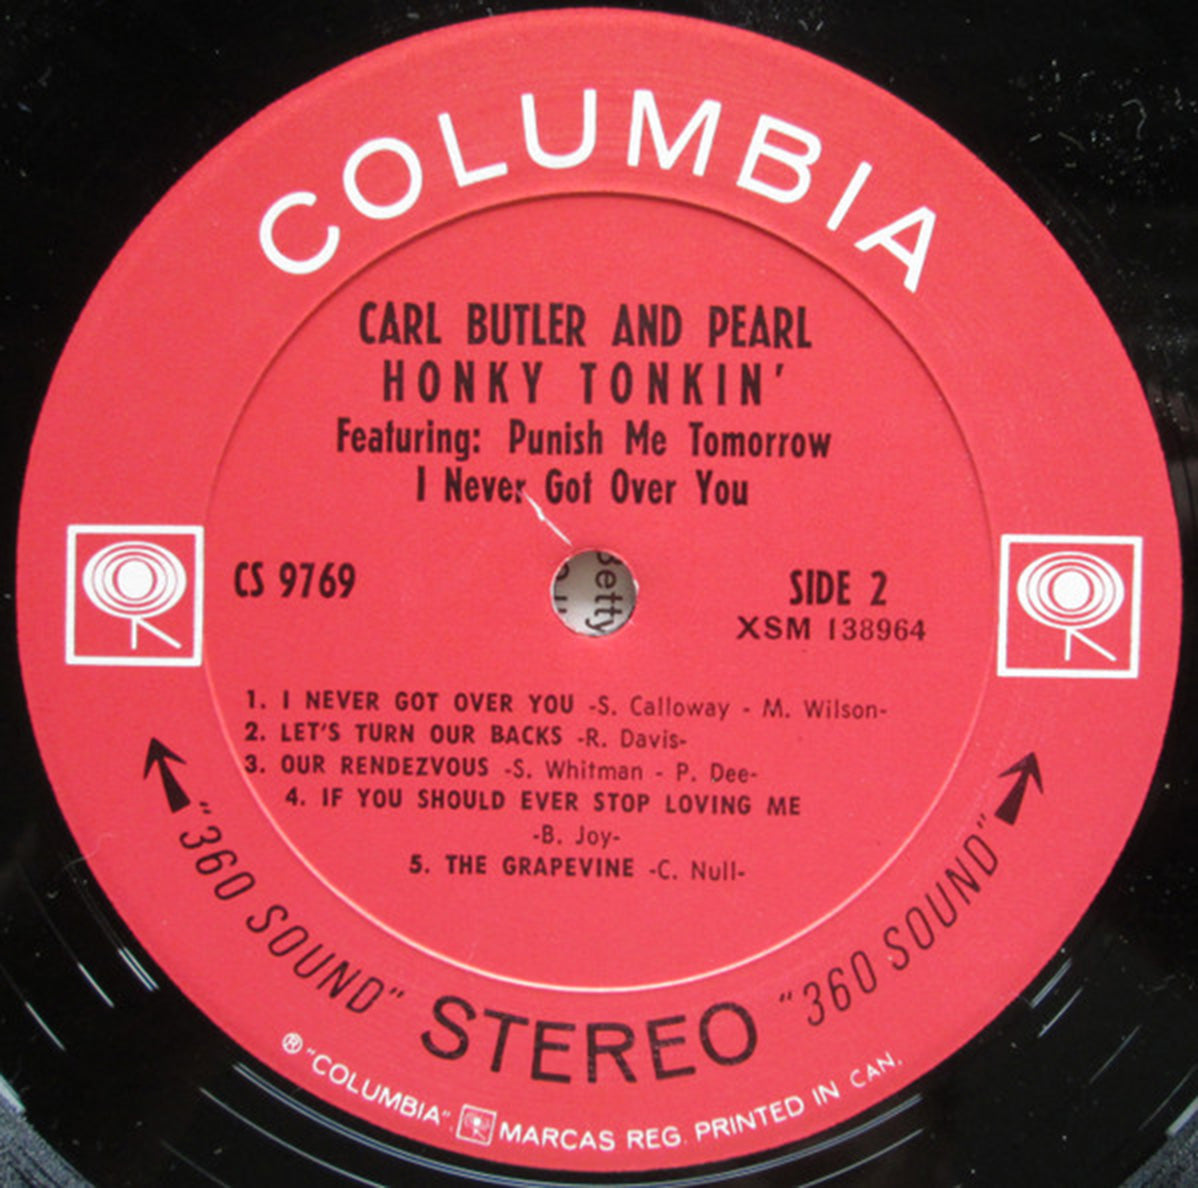 COLUMBIA
CARL BUTLER AND PEARL
HONKY TONKIN'
Featuring: Punish Me Tomorrow
I Never Got Over You
CS 9769
Betty
SIDE 2
XSM 138964
1. I NEVER GOT OVER YOU -S. Calloway - M. Wilson-
2. LET'S TURN OUR BACKS -R. Davis-
3. OUR RENDEZVOUS -S. Whitman - P. Dee-
4. IF YOU SHOULD EVER STOP LOVING ME
-B. Joy-
5. THE GRAPEVINE -C. Null-
"360 SOUND" STEREO "360 SOUND"
® "COLUMBIA", MARCAS REG. PRINTED IN CAN.